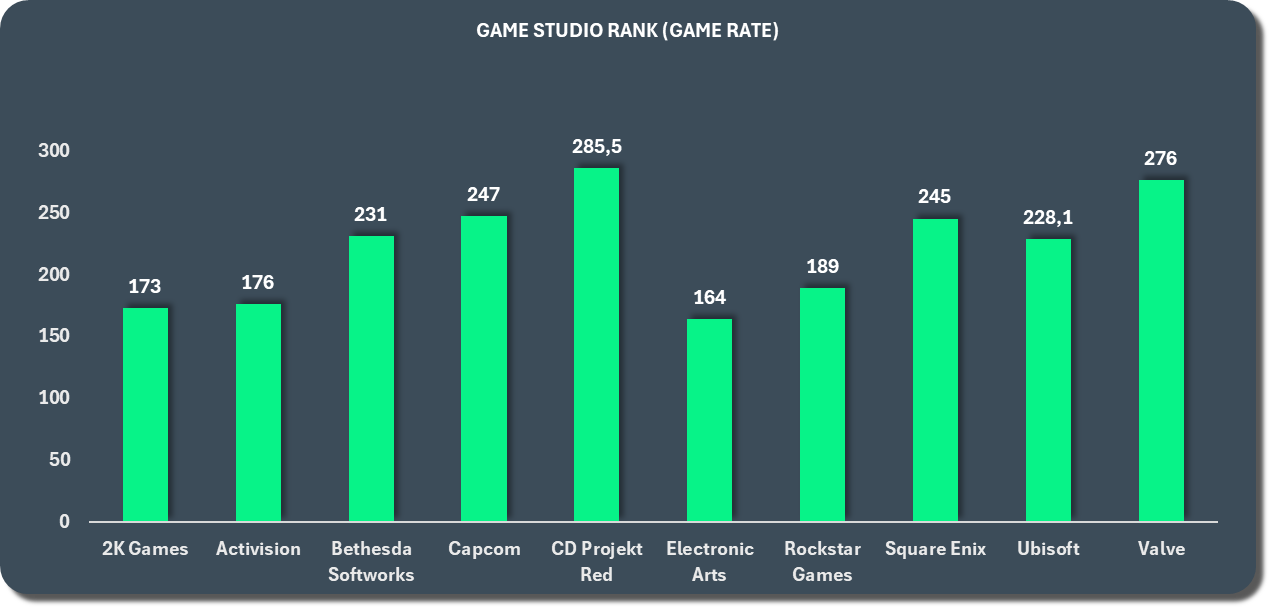 GAME STUDIO RANK (GAME RATE)
300
250
200
150
100
50
0
173
176
231
247
285,5
164
189
245
228,1
276
2K Games
Activision
Bethesda
Softworks
Capcom
CD Projekt
Red
Electronic
Arts
Rockstar
Games
Square Enix
Ubisoft
Valve